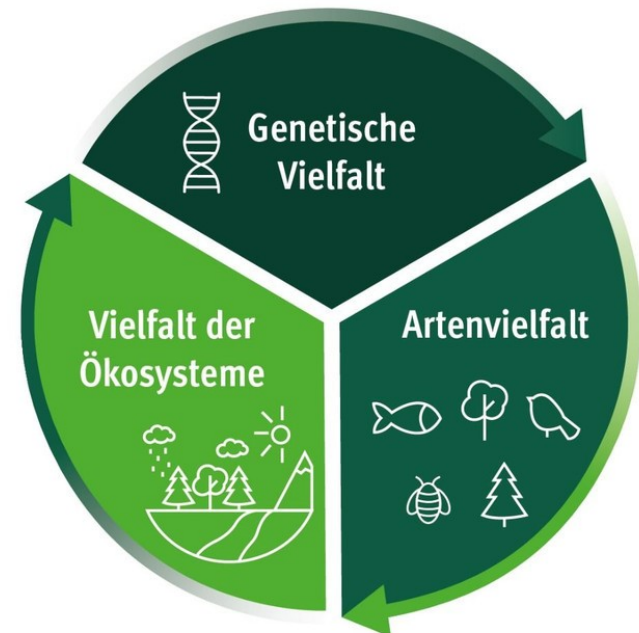 Genetische
Vielfalt
Vielfalt der
Ökosysteme
Artenvielfalt